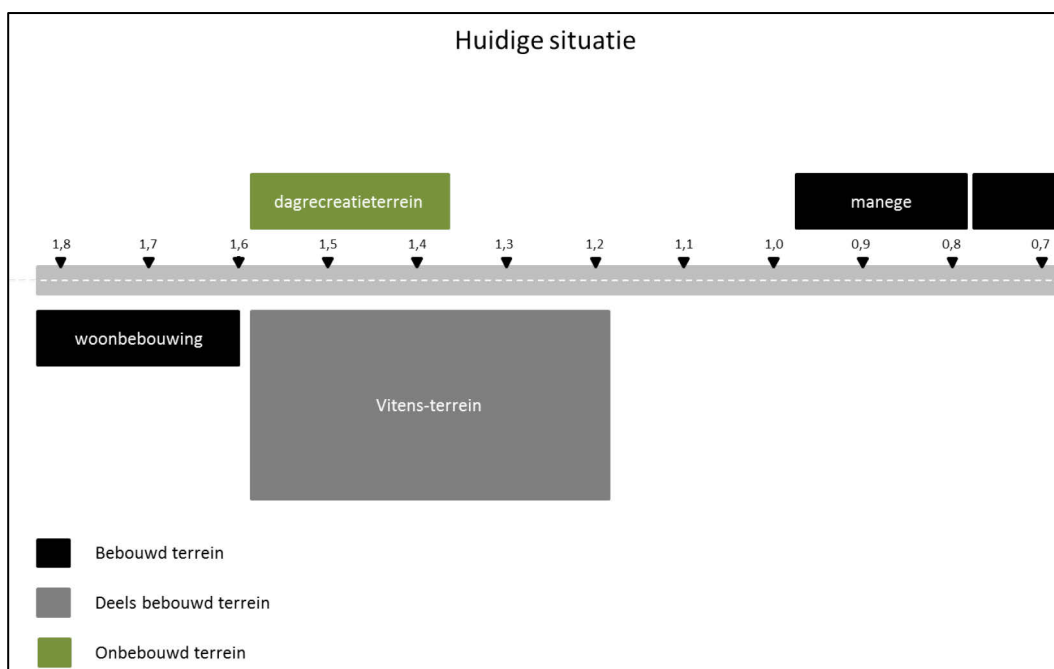 Huidige situatie
dagrecreatieterrein
manege
1,8 1,7 1,6 1,5 1,4 1,3 1,2 1,1 1,0 0,9 0,8 0,7
woonbebouwing
Vitens-terrein
Bebouwd terrein
Deels bebouwd terrein
Onbebouwd terrein